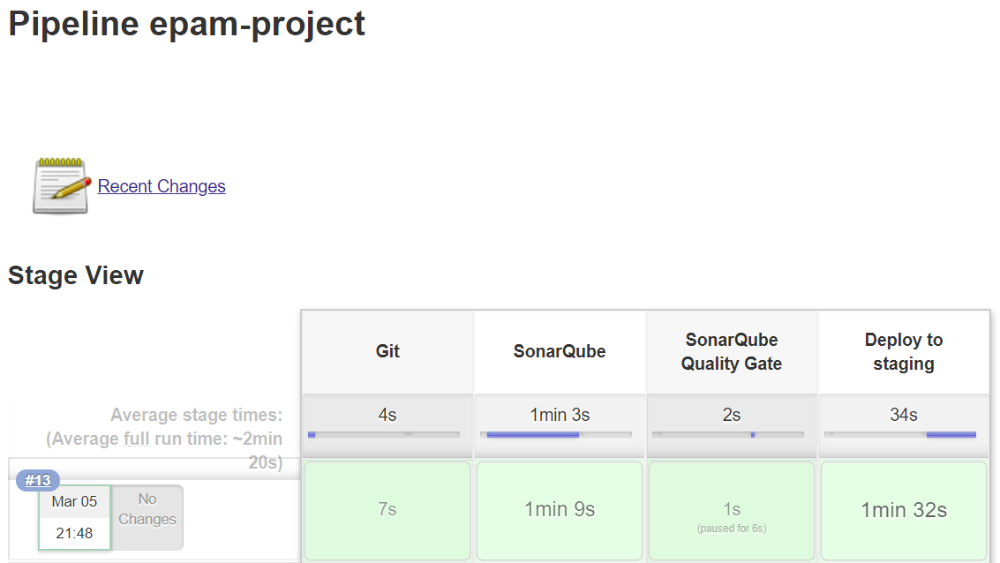 Pipeline epam-project
Recent Changes
Stage View
Git
SonarQube
SonarQube
Quality Gate
Deploy to
staging
Average stage times:
(Average full run time: ~2min
20s)
4s
1min 3s
2s
34s
#13
Mar 05
21:48
No
Changes
7s
1min 9s
1s
(paused for 6s)
1min 32s